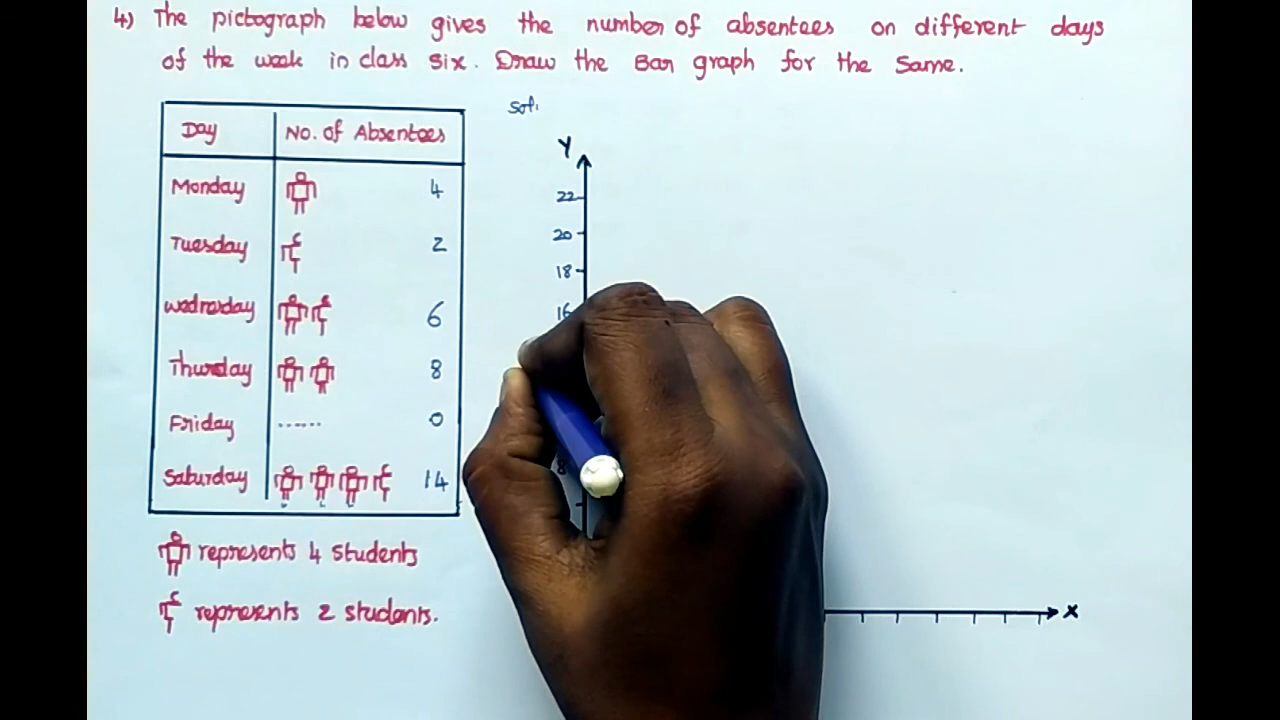 4) The pictograph below gives the number of absentees on different days
of the week in class six. Draw the Bar graph for the same.
Day No. of Absentees
Monday 4
Tuesday 2
Wednesday 6
Thursday 8
Friday ...... 0
Saturday 14
represents 4 students
represents 2 students.
Sol.
Y
22
20
18
16
8
X